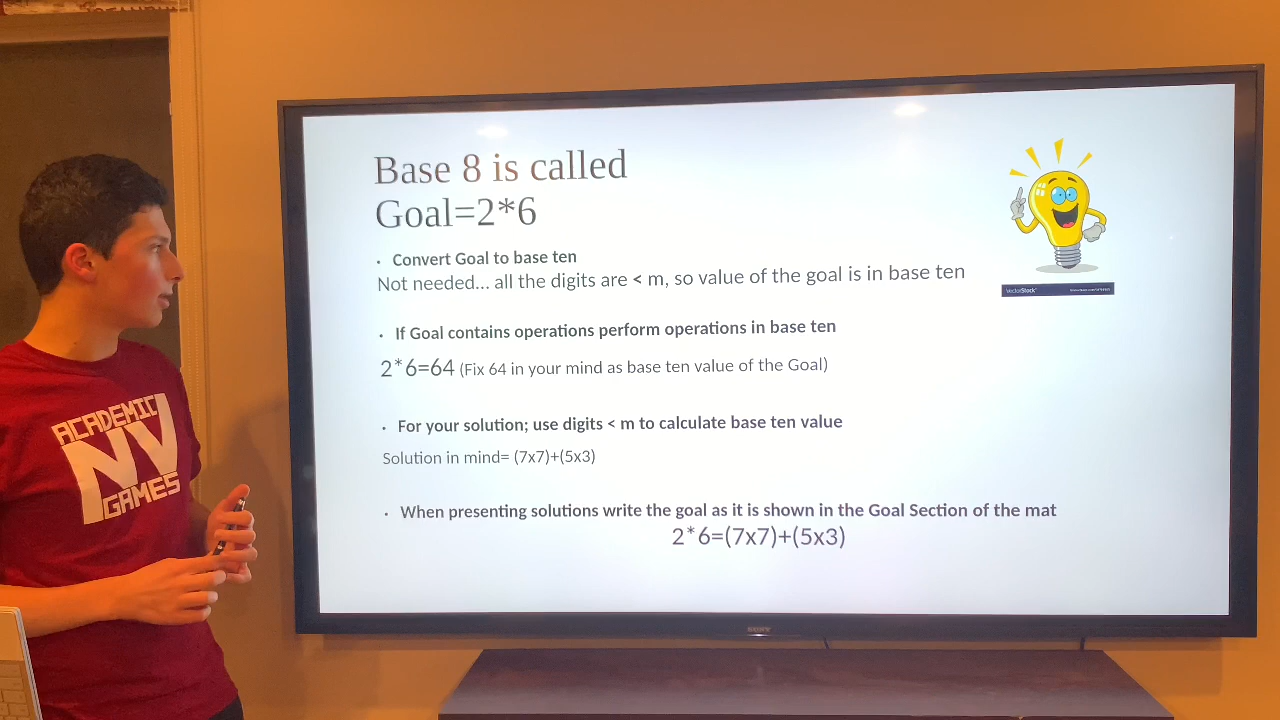 Base 8 is called
Goal=2*6
• Convert Goal to base ten
Not needed... all the digits are < m, so value of the goal is in base ten
• If Goal contains operations perform operations in base ten
2*6=64 (Fix 64 in your mind as base ten value of the Goal)
• For your solution; use digits < m to calculate base ten value
Solution in mind= (7x7)+(5x3)
• When presenting solutions write the goal as it is shown in the Goal Section of the mat
2*6=(7x7)+(5x3)
VectorStock
ACADEMIC
NV
GAMES
SONY